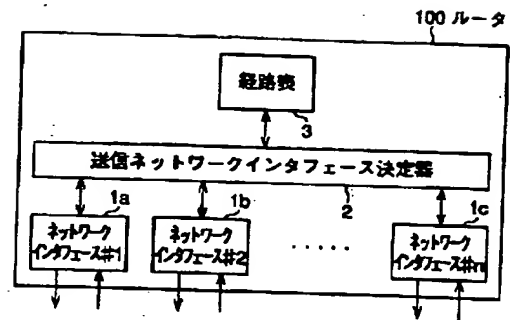 100 ルータ
経路表
3
送信ネットワークインタフェース決定器
2
1a
1b
1c
ネットワーク
インタフェース#1
ネットワーク
インタフェース#2
.....
ネットワーク
インタフェース#n